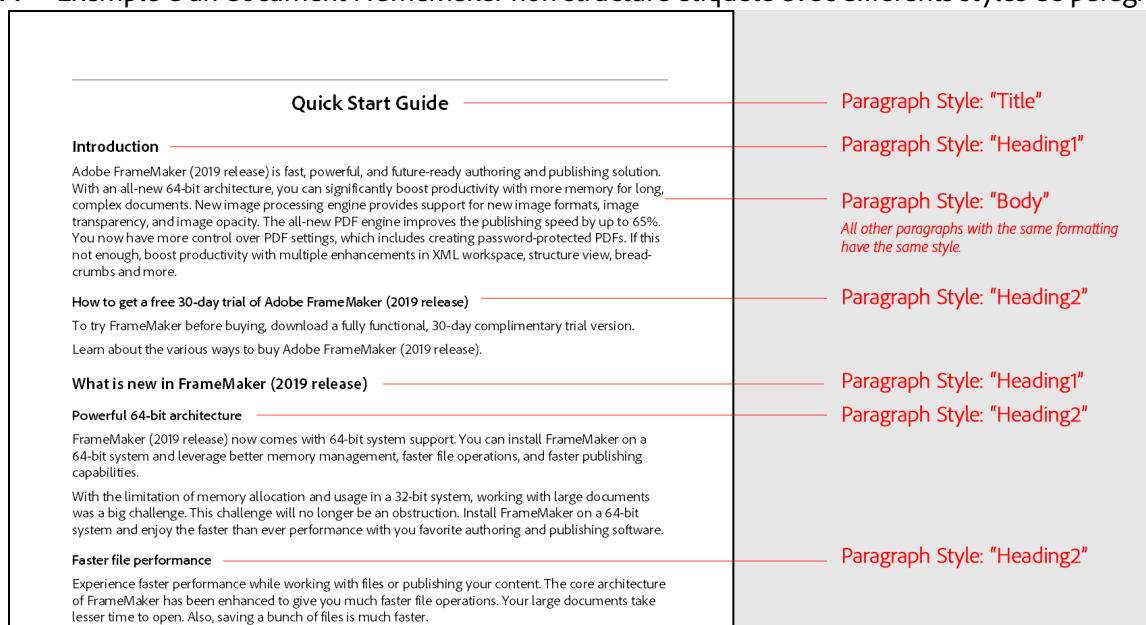 Exemple d'un document FrameMaker non structuré étiqueté avec différents styles de
Quick Start Guide
Paragraph Style: “Title”
Introduction
Paragraph Style: “Heading1”
Adobe FrameMaker (2019 release) is fast, powerful, and future-ready authoring and publishing solution.
With an all-new 64-bit architecture, you can significantly boost productivity with more memory for long,
complex documents. New image processing engine provides support for new image formats, image
transparency, and image opacity. The all-new PDF engine improves the publishing speed by up to 65%.
You now have more control over PDF settings, which includes creating password-protected PDFs. If this
not enough, boost productivity with multiple enhancements in XML workspace, structure view, bread-
crumbs and more.
Paragraph Style: “Body”
All other paragraphs with the same formatting
have the same style.
How to get a free 30-day trial of Adobe FrameMaker (2019 release)
Paragraph Style: “Heading2”
To try FrameMaker before buying, download a fully functional, 30-day complimentary trial version.
Learn about the various ways to buy Adobe FrameMaker (2019 release).
What is new in FrameMaker (2019 release)
Paragraph Style: “Heading1”
Powerful 64-bit architecture
Paragraph Style: “Heading2”
FrameMaker (2019 release) now comes with 64-bit system support. You can install FrameMaker on a
64-bit system and leverage better memory management, faster file operations, and faster publishing
capabilities.
With the limitation of memory allocation and usage in a 32-bit system, working with large documents
was a big challenge. This challenge will no longer be an obstruction. Install FrameMaker on a 64-bit
system and enjoy the faster than ever performance with you favorite authoring and publishing software.
Faster file performance
Paragraph Style: “Heading2”
Experience faster performance while working with files or publishing your content. The core architecture
of FrameMaker has been enhanced to give you much faster file operations. Your large documents take
lesser time to open. Also, saving a bunch of files is much faster.